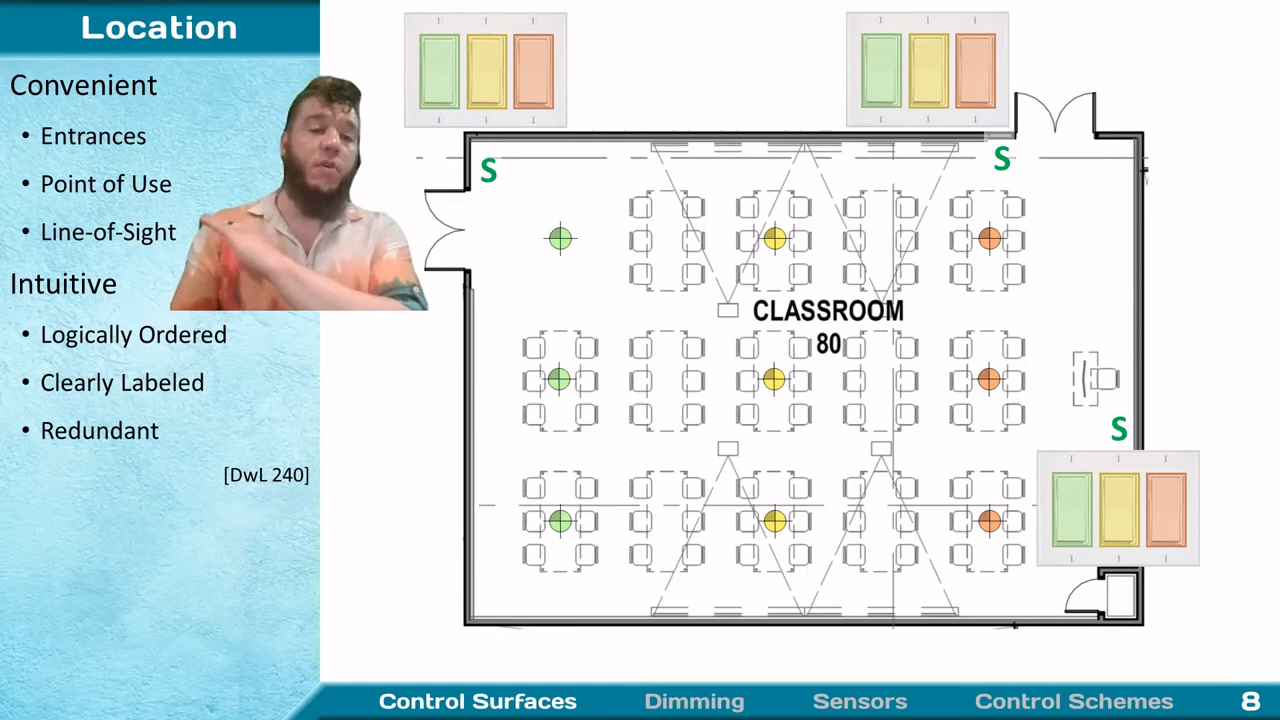 Location
Convenient
• Entrances
• Point of Use
• Line-of-Sight
Intuitive
• Logically Ordered
• Clearly Labeled
• Redundant
[DwL 240]
S
S
CLASSROOM
80
S
Control Surfaces
Dimming
Sensors
Control Schemes
8